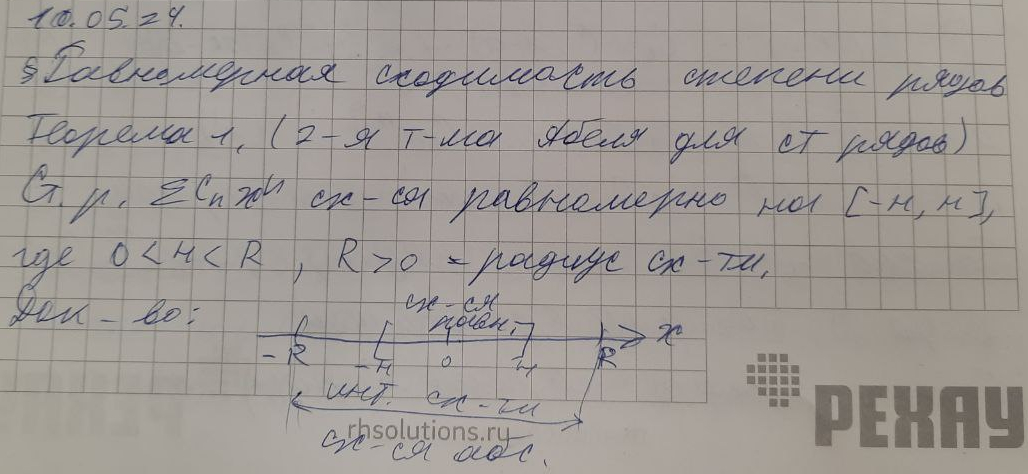 10.05.24.
§ Равномерная сходимость степени рядов
Теорема 1. (2-я т-ма Абеля для ст рядов)
Ст. р. ΣCₙxⁿ сх-ся равномерно на [-r, r],
где 0 < r < R, R > 0 - радиус сх-ти.
Док-во:
сх-ся
равн.
-R -r 0 r R x
инт. сх-ти
сх-ся абс.
rhsolutions.ru
РЕХАУ